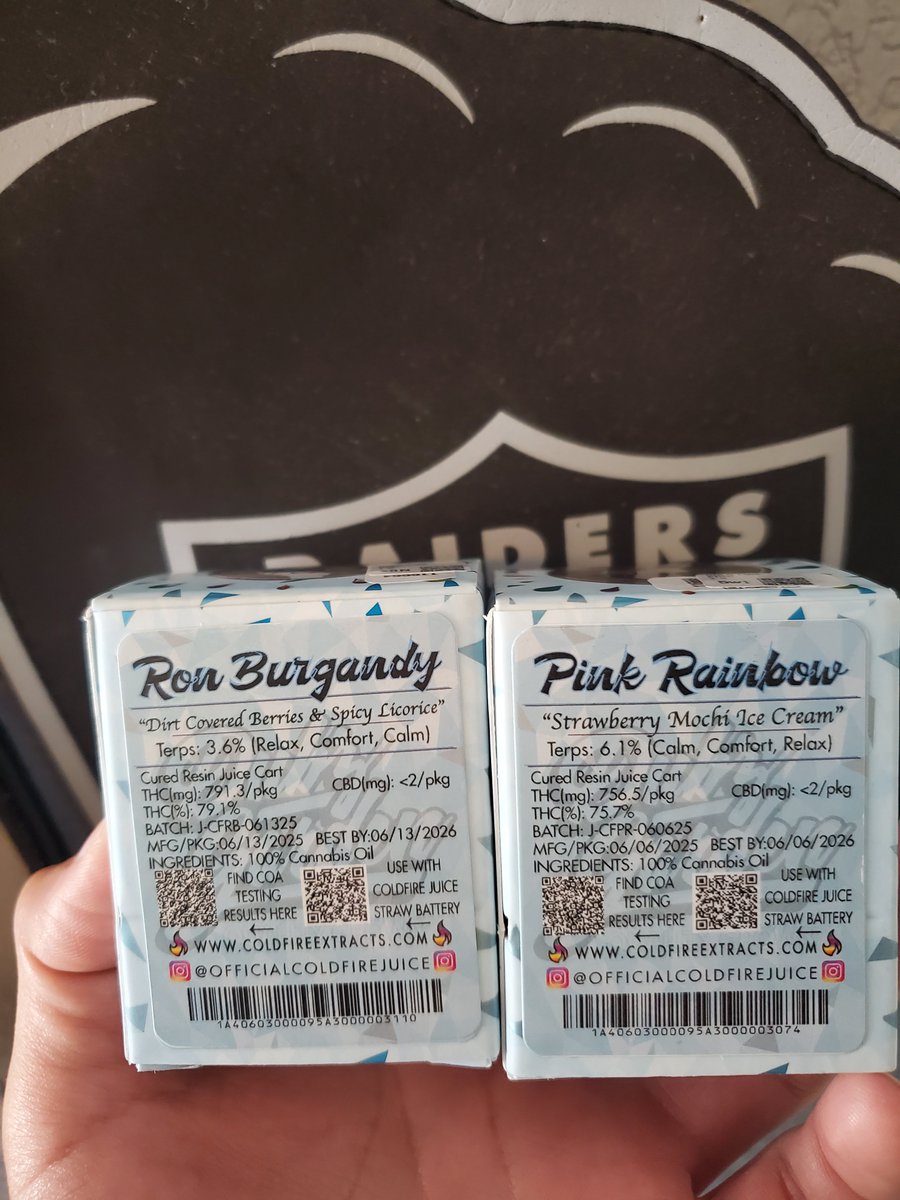 RAIDERS
Ron Burgandy
"Dirt Covered Berries & Spicy Licorice"
Terps: 3.6% (Relax, Comfort, Calm)
Cured Resin Juice Cart
THC(mg): 791.3/pkg CBD(mg): <2/pkg
THC(%): 79.1%
BATCH: J-CFRB-061325
MFG/PKG:06/13/2025 BEST BY:06/13/2026
INGREDIENTS: 100% Cannabis Oil
FIND COA
TESTING
RESULTS HERE
←
USE WITH
COLDFIRE JUICE
STRAW BATTERY
←
WWW.COLDFIREEXTRACTS.COM
@OFFICIALCOLDFIREJUICE
1A40603000095A3000003110
Pink Rainbow
"Strawberry Mochi Ice Cream"
Terps: 6.1% (Calm, Comfort, Relax)
Cured Resin Juice Cart
THC(mg): 756.5/pkg CBD(mg): <2/pkg
THC(%): 75.7%
BATCH: J-CFPR-060625
MFG/PKG:06/06/2025 BEST BY:06/06/2026
INGREDIENTS: 100% Cannabis Oil
FIND COA
TESTING
RESULTS HERE
←
USE WITH
COLDFIRE JUICE
STRAW BATTERY
←
WWW.COLDFIREEXTRACTS.COM
@OFFICIALCOLDFIREJUICE
1A40603000095A3000003074